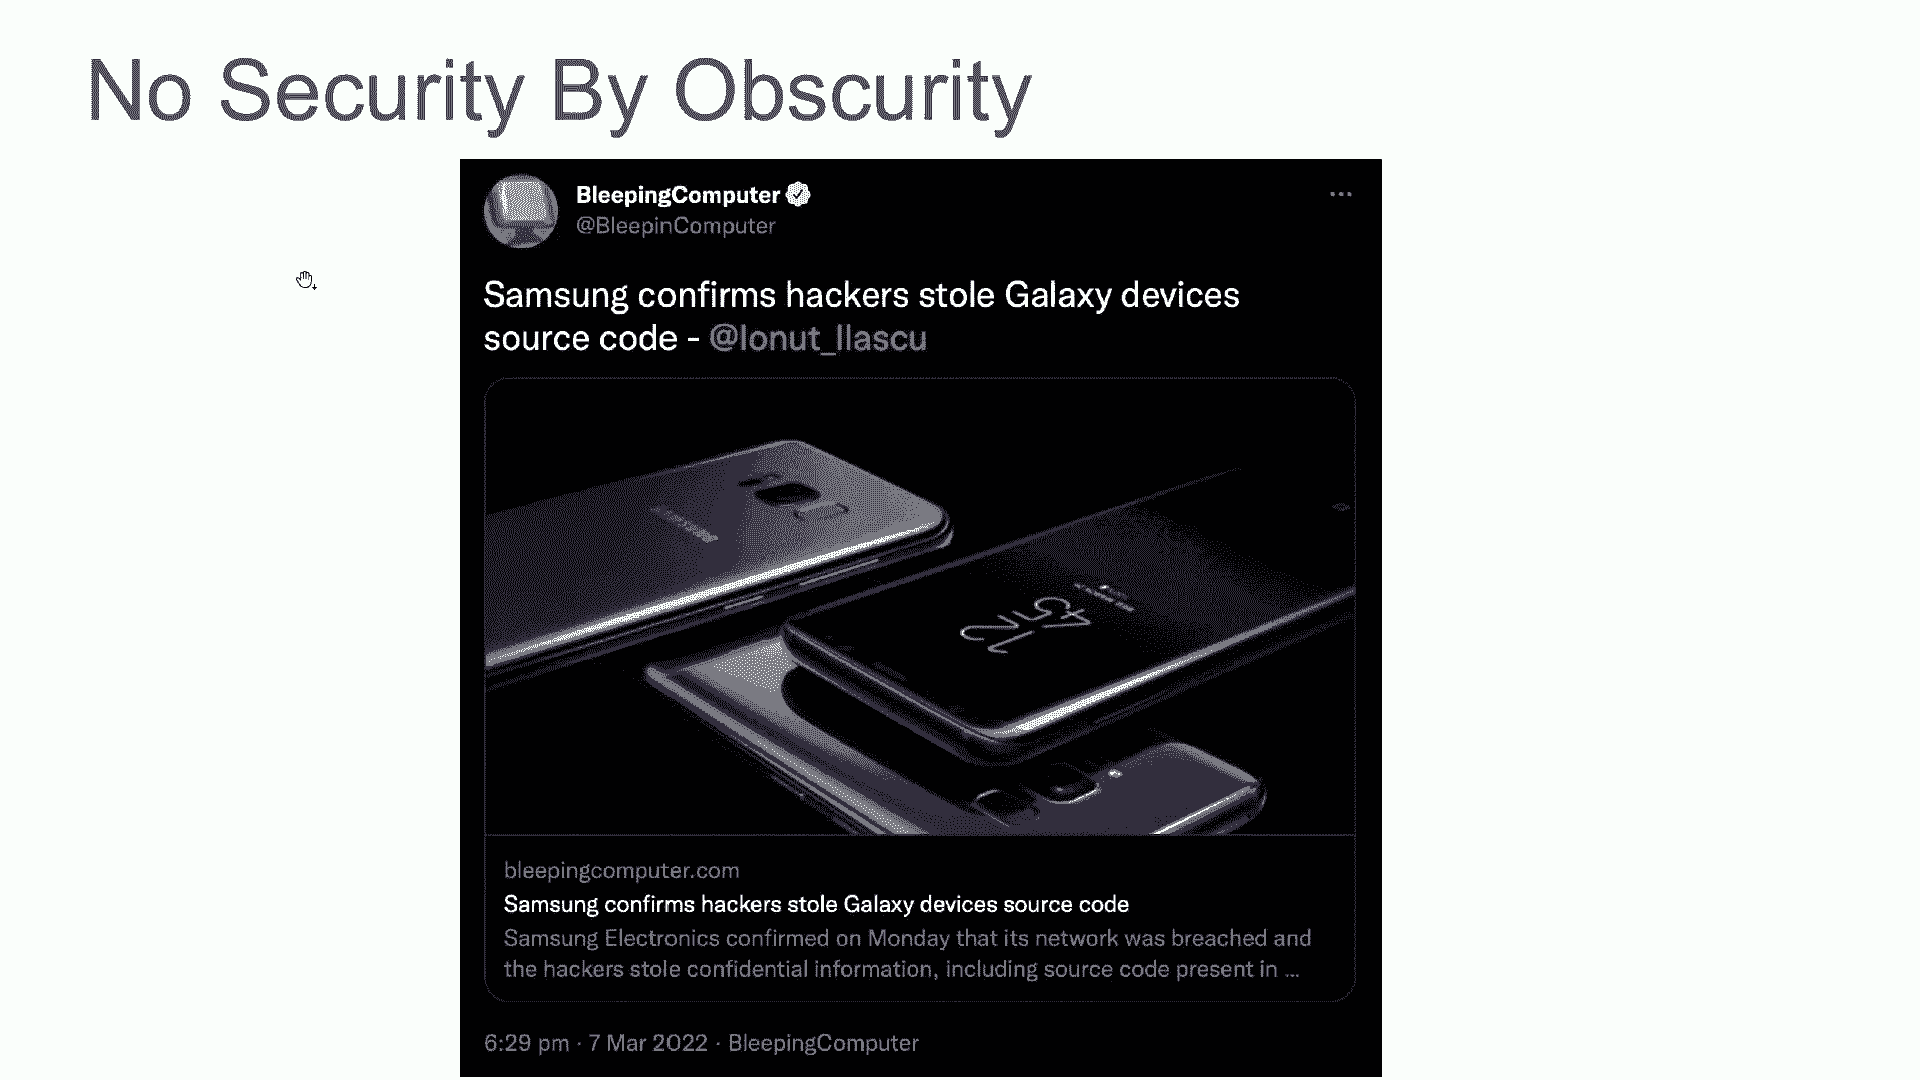 No Security By Obscurity
BleepingComputer
@BleepinComputer
Samsung confirms hackers stole Galaxy devices
source code - @Ionut_Ilascu
12
45
bleepingcomputer.com
Samsung confirms hackers stole Galaxy devices source code
Samsung Electronics confirmed on Monday that its network was breached and
the hackers stole confidential information, including source code present in ...
6:29 pm · 7 Mar 2022 · BleepingComputer